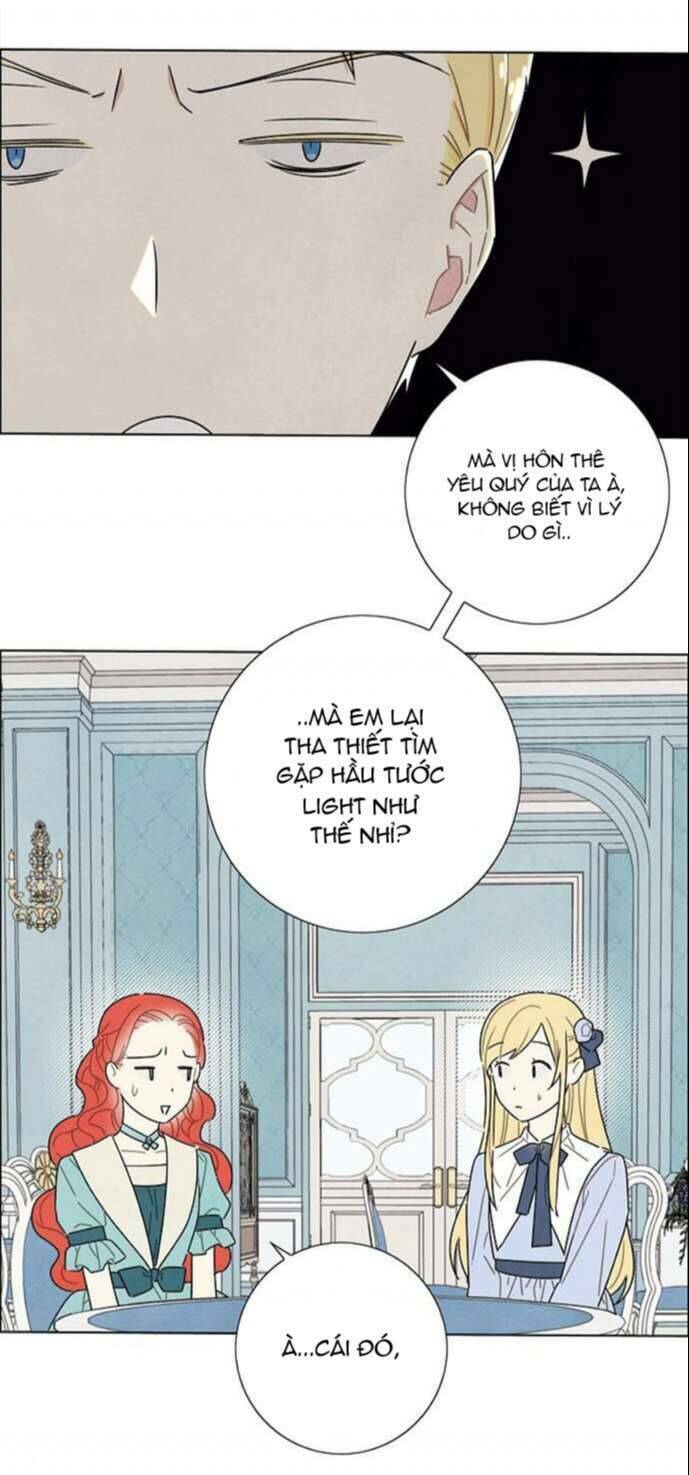 MÀ VỊ HÔN THÊ
YÊU QUÝ CỦA TA À,
KHÔNG BIẾT VÌ LÝ
DO GÌ..
..MÀ EM LẠI
THA THIẾT TÌM
GẶP HẦU TƯỚC
LIGHT NHƯ
THẾ NHỈ?
À...CÁI ĐÓ,